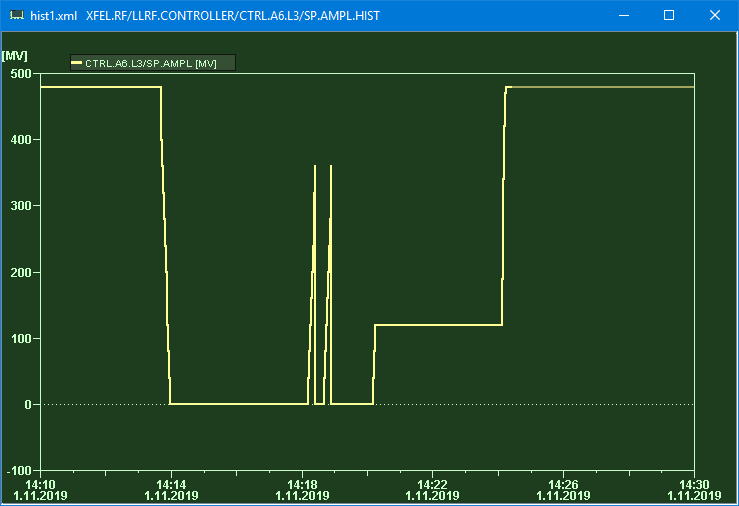 hist1.xml XFEL.RF/LLRF.CONTROLLER/CTRL.A6.L3/SP.AMPL.HIST
[MV]
CTRL.A6.L3/SP.AMPL [MV]
500
400
300
200
100
0
-100
14:10 14:14 14:18 14:22 14:26 14:30
1.11.2019 1.11.2019 1.11.2019 1.11.2019 1.11.2019 1.11.2019